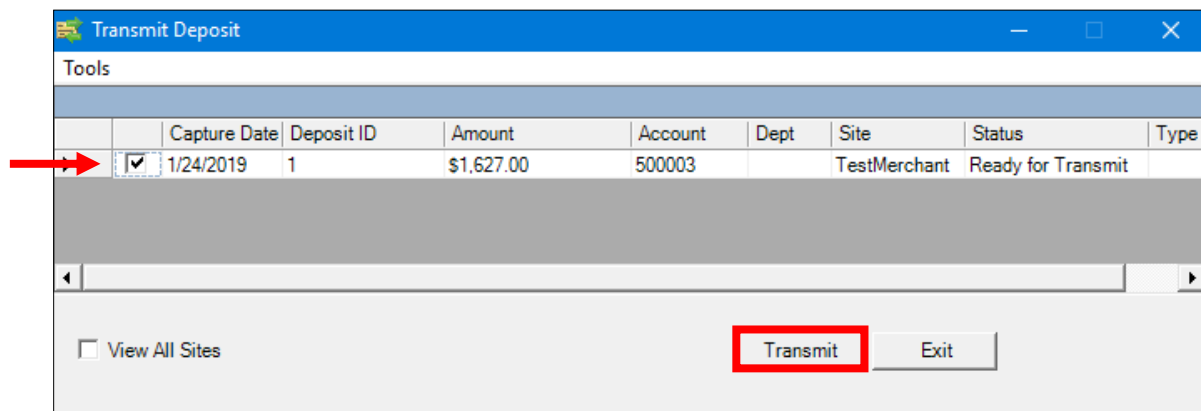 Transmit Deposit
Tools
Capture Date Deposit ID Amount Account Dept Site Status Type
1/24/2019 1 $1,627.00 500003 TestMerchant Ready for Transmit
View All Sites Transmit Exit